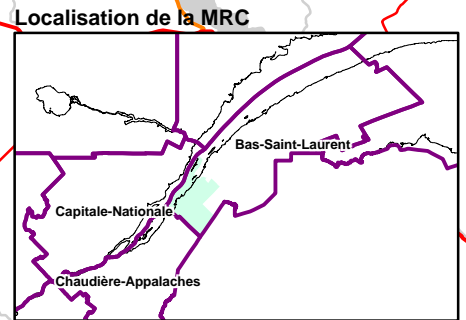 Localisation de la MRC
Bas-Saint-Laurent
Capitale-Nationale
Chaudière-Appalaches